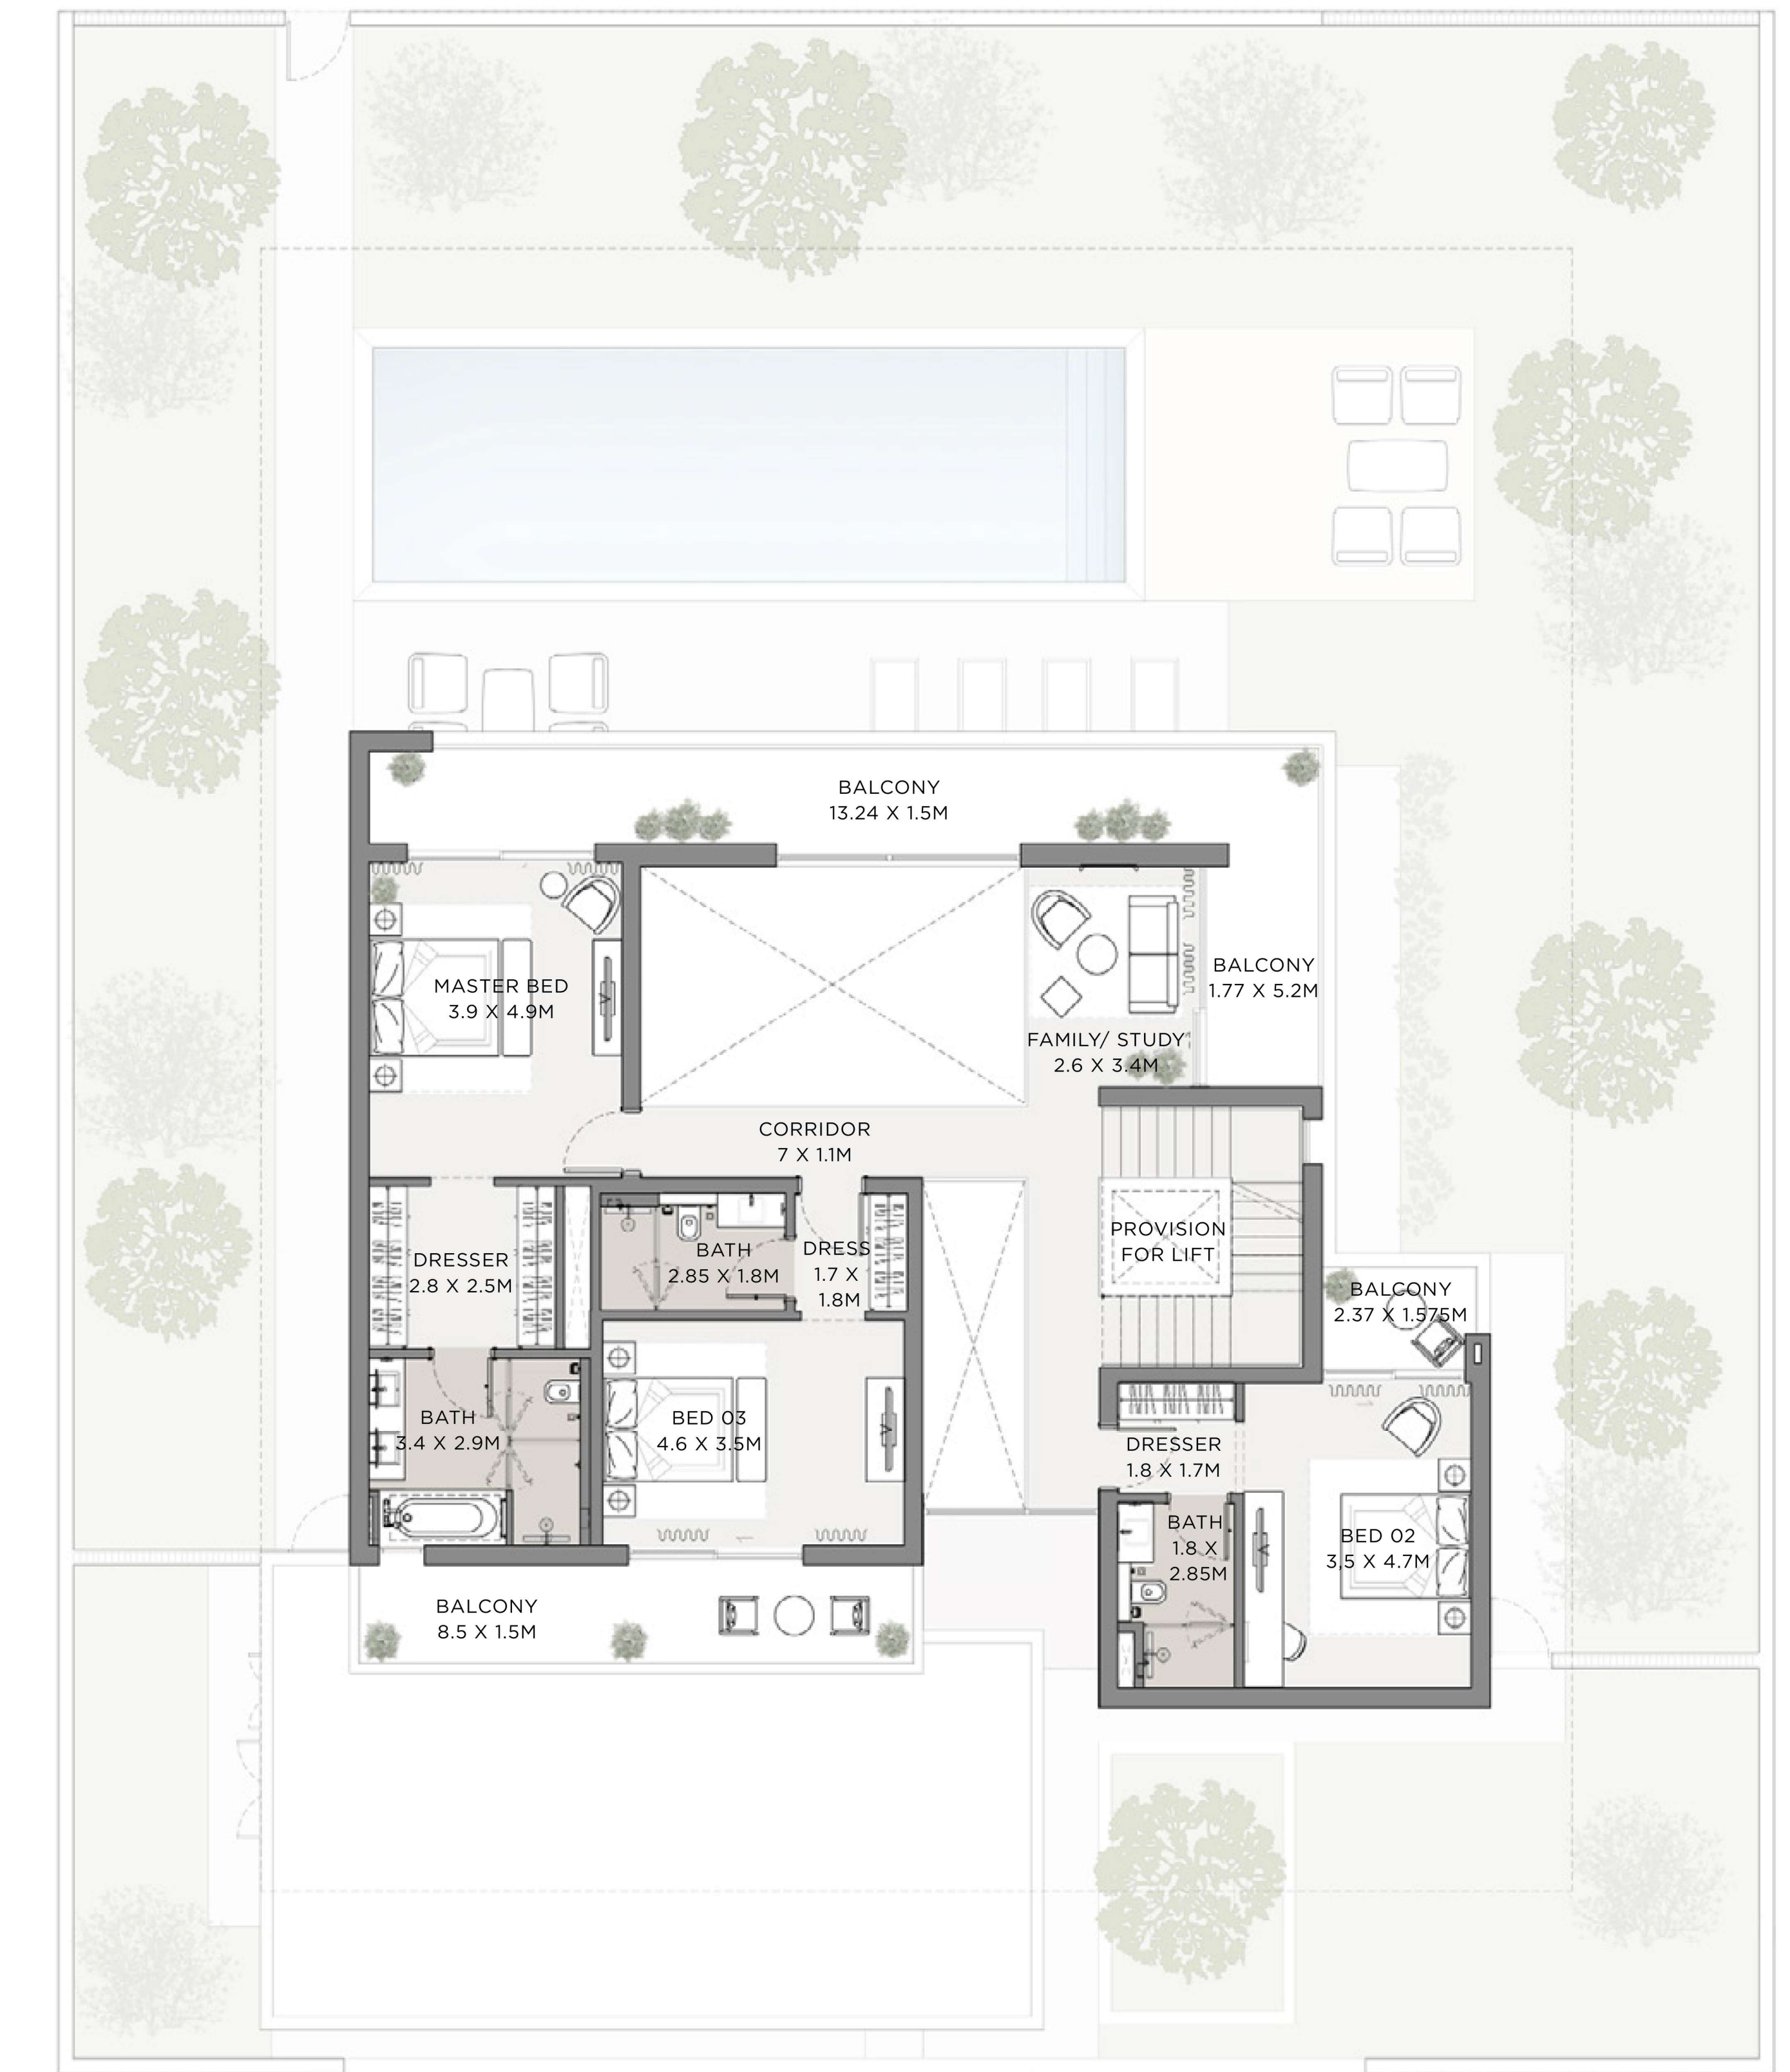 BALCONY
13.24 X 1.5M
MASTER BED
3.9 X 4.9M
BALCONY
1.77 X 5.2M
FAMILY/ STUDY
2.6 X 3.4M
CORRIDOR
7 X 1.1M
DRESSER
2.8 X 2.5M
BATH
2.85 X 1.8M
DRESS
1.7 X
1.8M
PROVISION
FOR LIFT
BALCONY
2.37 X 1.575M
BATH
3.4 X 2.9M
BED 03
4.6 X 3.5M
DRESSER
1.8 X 1.7M
BATH
1.8 X
2.85M
BED 02
3,5 X 4.7M
BALCONY
8.5 X 1.5M